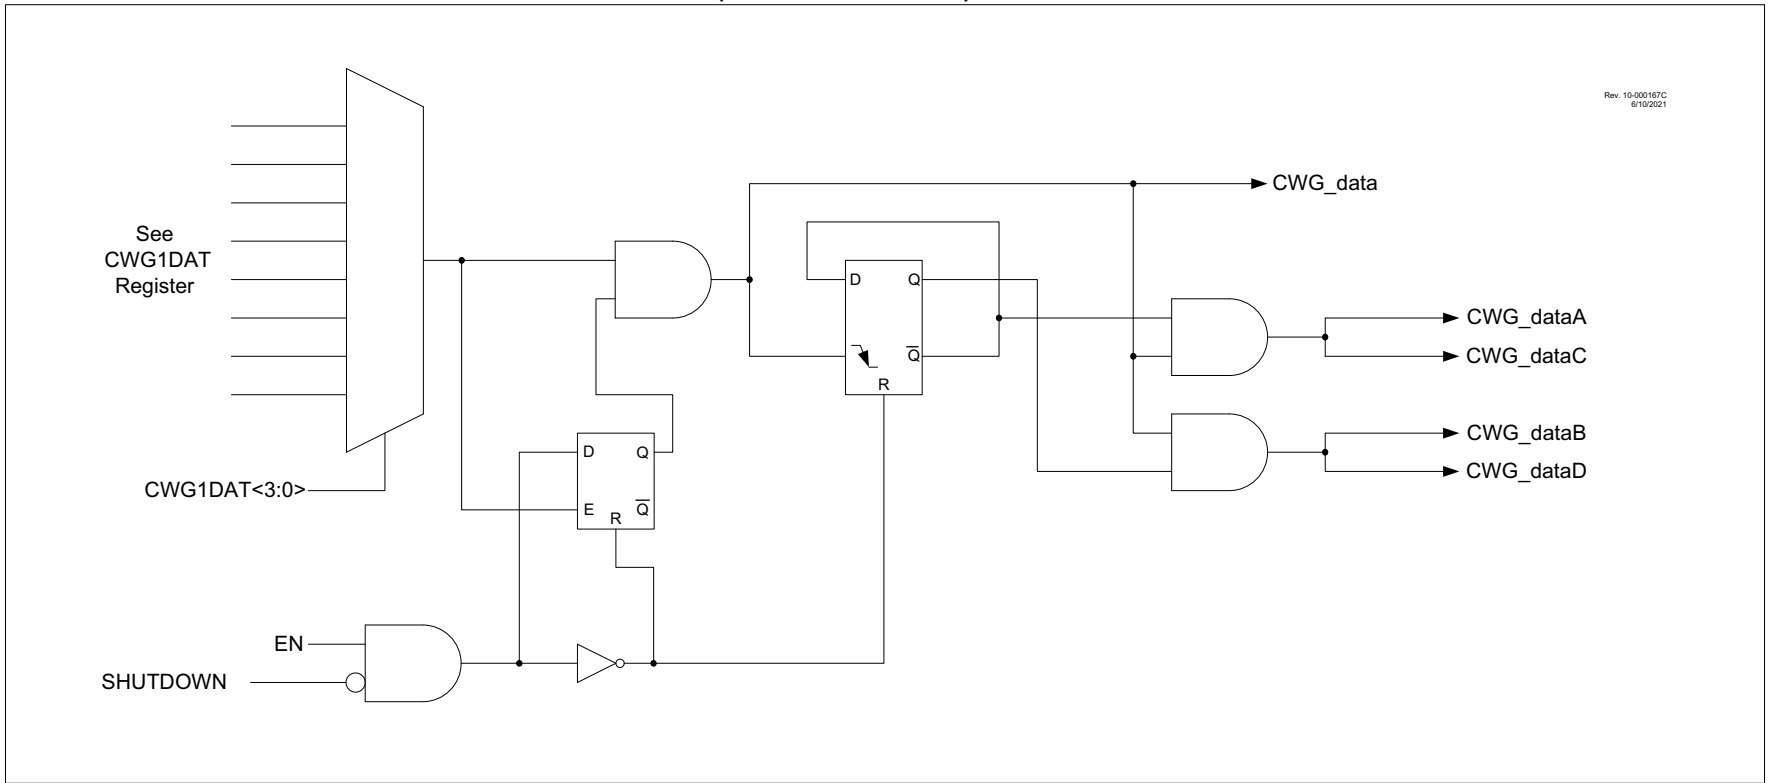 Rev. 10-000167C
6/10/2021
CWG_data
See
CWG1DAT
Register
D
Q
Q
R
CWG_dataA
CWG_dataC
CWG_dataB
CWG_dataD
D
Q
E
R
Q
CWG1DAT<3:0>
EN
SHUTDOWN